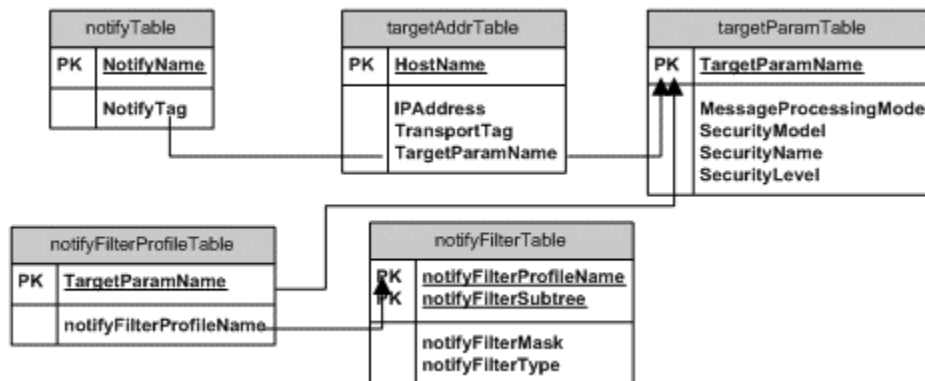 notifyTable
PK NotifyName
NotifyTag
targetAddrTable
PK HostName
IPAddress
TransportTag
TargetParamName
targetParamTable
PK TargetParamName
MessageProcessingModel
SecurityModel
SecurityName
SecurityLevel
notifyFilterProfileTable
PK TargetParamName
notifyFilterProfileName
notifyFilterTable
PK notifyFilterProfileName
PK notifyFilterSubtree
notifyFilterMask
notifyFilterType